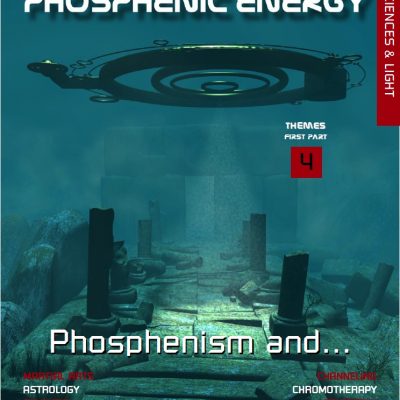 PHOSPHENIC ENERGY
SCIENCES & LIGHT
THEMES
FIRST PART
4
Phosphenism and...
MARTIAL ARTS
CHANNELING
ASTROLOGY
CHROMOTHERAPY